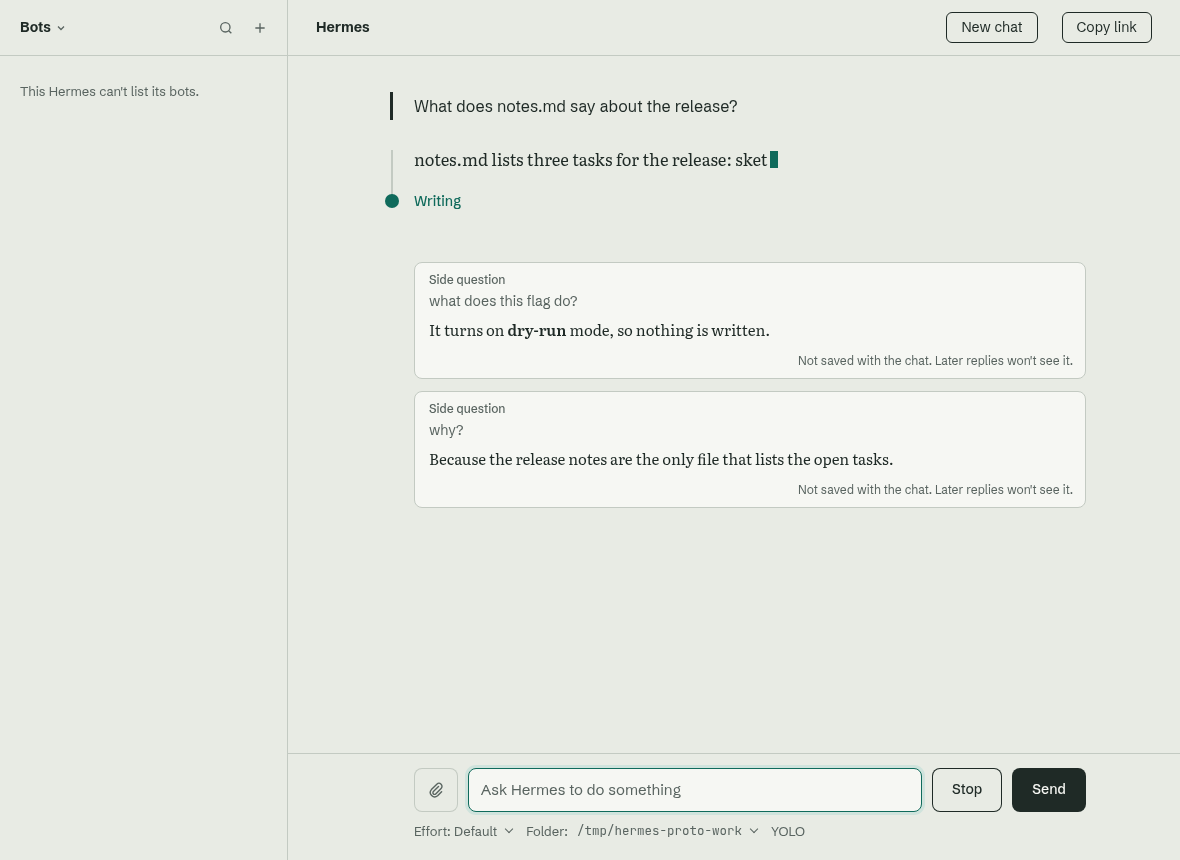 Bots
Hermes
New chat
Copy link
This Hermes can't list its bots.
What does notes.md say about the release?
notes.md lists three tasks for the release: sket
Writing
Side question
what does this flag do?
It turns on dry-run mode, so nothing is written.
Not saved with the chat. Later replies won't see it.
Side question
why?
Because the release notes are the only file that lists the open tasks.
Not saved with the chat. Later replies won't see it.
Ask Hermes to do something
Stop
Send
Effort: Default
Folder: /tmp/hermes-proto-work
YOLO